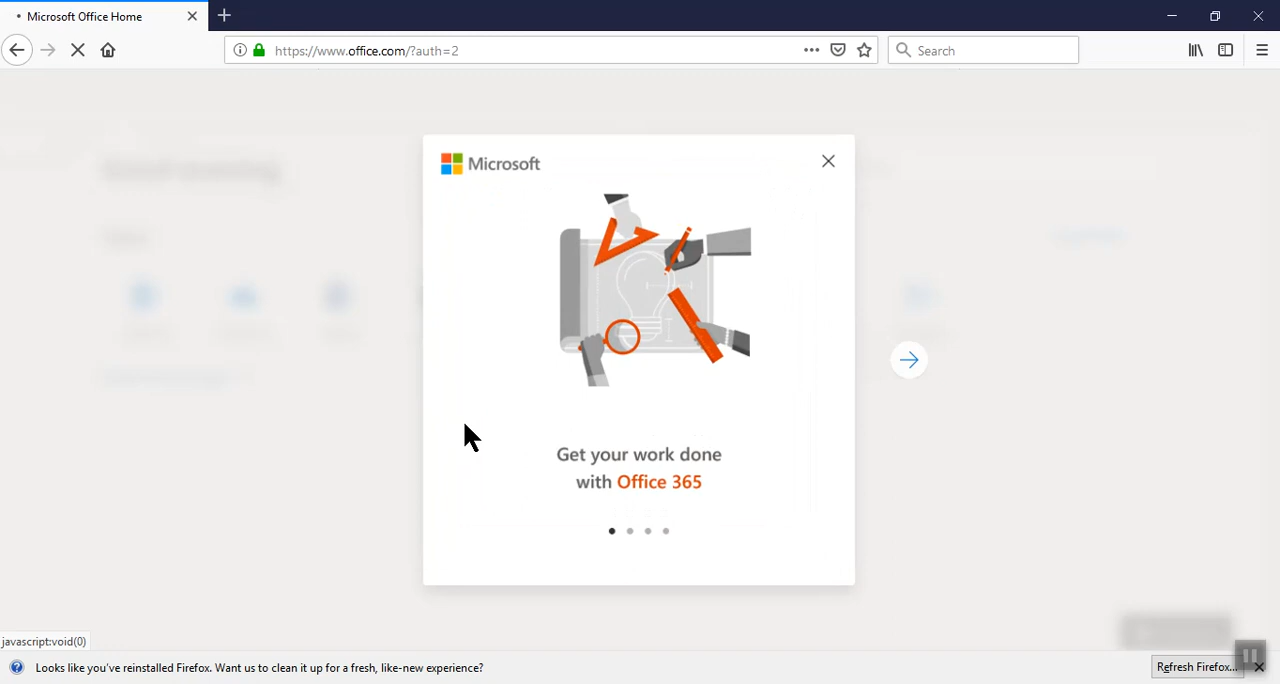 Microsoft Office Home
https://www.office.com/?auth=2
Search
Microsoft
Get your work done
with Office 365
javascript:void(0)
Looks like you've reinstalled Firefox. Want us to clean it up for a fresh, like-new experience?
Refresh Firefox...